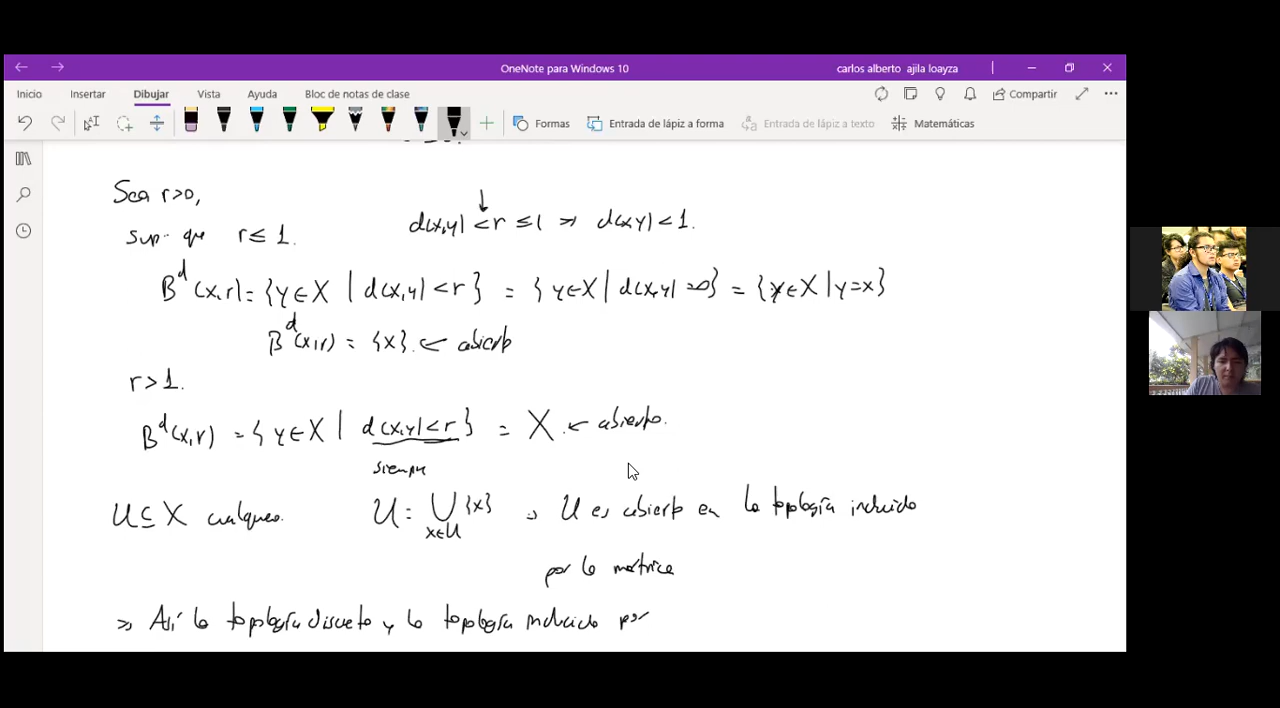 OneNote para Windows 10
carlos alberto ajila loayza
Inicio Insertar Dibujar Vista Ayuda Bloc de notas de clase
Compartir
Formas Entrada de lápiz a forma Entrada de lápiz a texto Matemáticas
Sea r>0,
d(x,y) < r ≤ 1 ⇒ d(x,y) < 1.
Sup. que r ≤ 1.
B^d(x,r) = {y ∈ X | d(x,y) < r} = {y ∈ X | d(x,y) = 0} = {y ∈ X | y=x}
B^d(x,r) = {x}. ← abierto
r > 1.
B^d(x,r) = {y ∈ X | d(x,y) < r} = X. ← abierto.
siempre
U ⊆ X cualquiera. U = ⋃_{x∈U} {x} ⇒ U es abierto en la topología inducida
por la métrica
⇒ Así la topología discreta y la topología inducida por